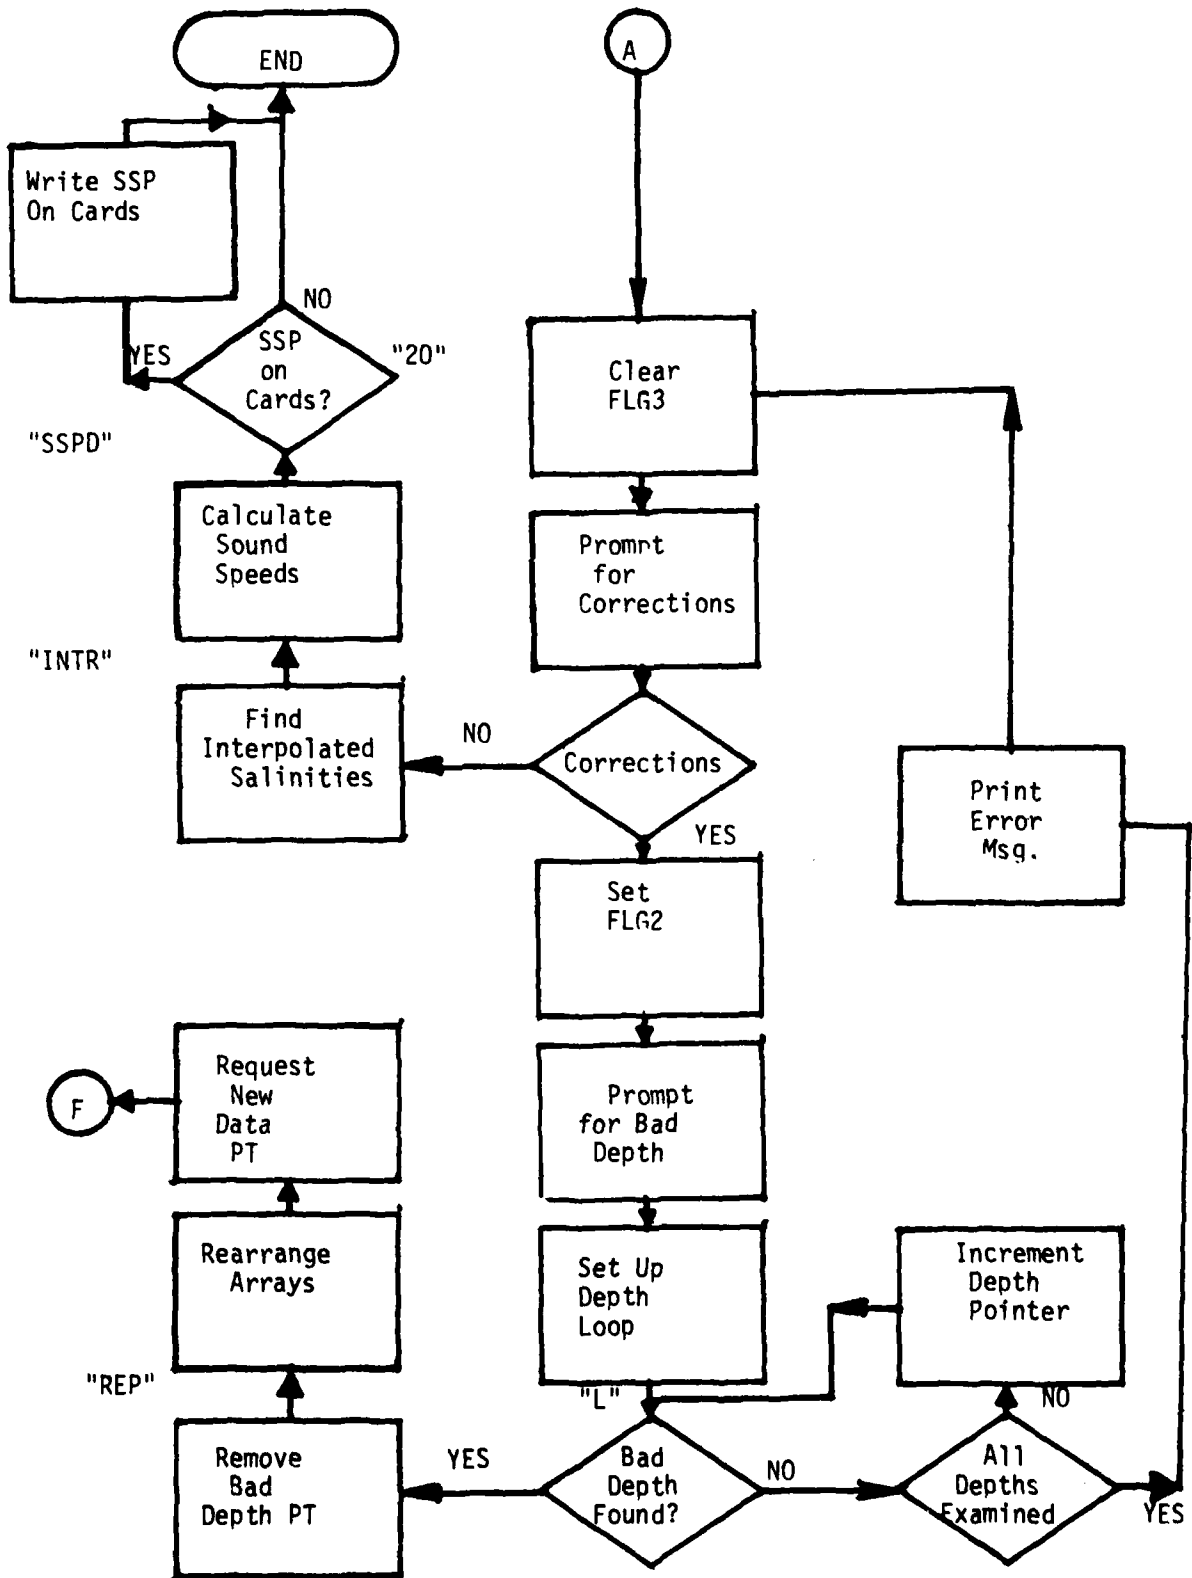 END
A
Write SSP
On Cards
NO
YES
SSP
on
Cards?
"20"
"SSPD"
Clear
FLG3
Calculate
Sound
Speeds
Prompt
for
Corrections
"INTR"
Find
Interpolated
Salinities
NO
Corrections
YES
Print
Error
Msg.
Set
FLG2
Request
New
Data
PT
F
Prompt
for Bad
Depth
Rearrange
Arrays
Set Up
Depth
Loop
Increment
Depth
Pointer
"REP"
"L"
NO
Remove
Bad
Depth PT
YES
Bad
Depth
Found?
NO
All
Depths
Examined
YES